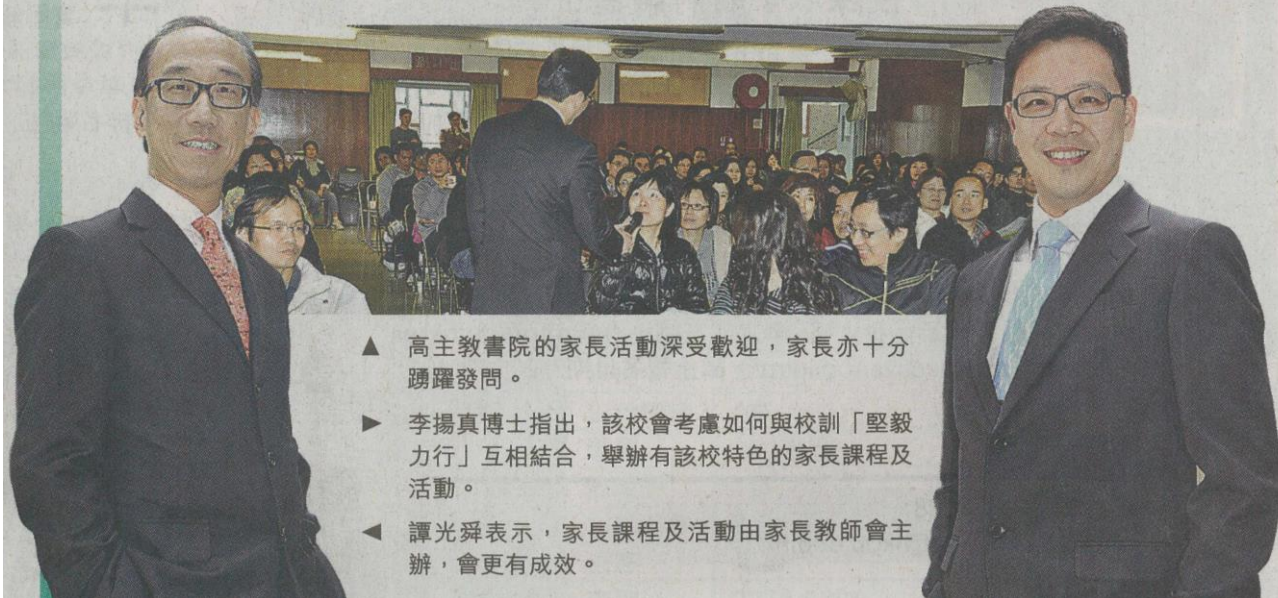 ▲ 高主教書院的家長活動深受歡迎，家長亦十分
踴躍發問。
▶ 李揚真博士指出，該校會考慮如何與校訓「堅毅
力行」互相結合，舉辦有該校特色的家長課程及
活動。
◀ 譚光舜表示，家長課程及活動由家長教師會主
辦，會更有成效。